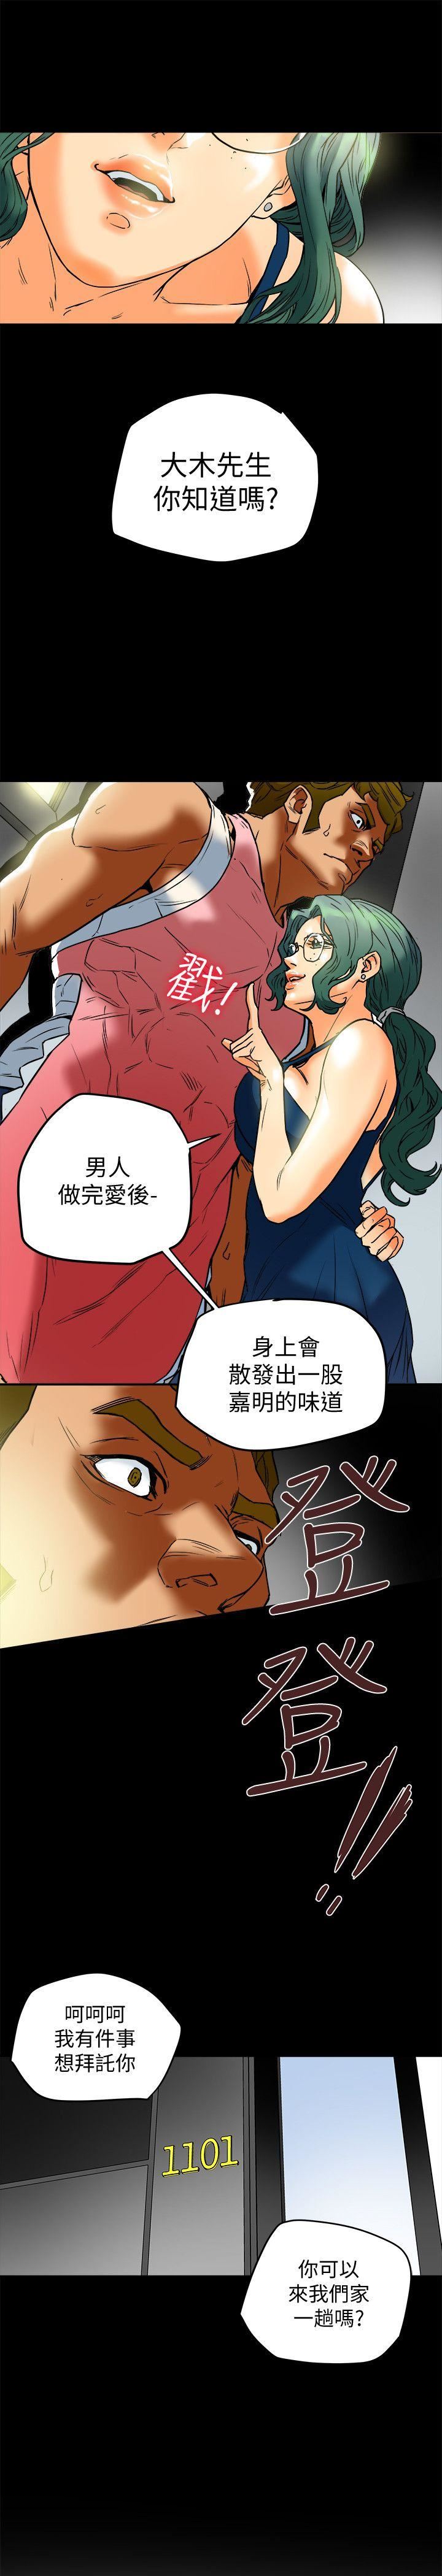 大木先生
你知道嗎?
戳!
男人
做完愛後-
身上會
散發出一股
嘉明的味道
登
登
呵呵呵
我有件事
想拜託你
1101
你可以
來我們家
一趟嗎?